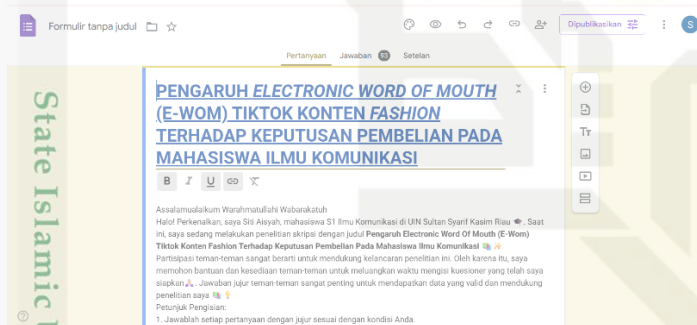 Formulir tanpa judul
Dipublikasikan
S
Pertanyaan Jawaban 93 Setelan
PENGARUH ELECTRONIC WORD OF MOUTH
(E-WOM) TIKTOK KONTEN FASHION
TERHADAP KEPUTUSAN PEMBELIAN PADA
MAHASISWA ILMU KOMUNIKASI
B I U
Tт
Assalamualaikum Warahmatullahi Wabarakatuh
Halo! Perkenalkan, saya Siti Aisyah, mahasiswa S1 Ilmu Komunikasi di UIN Sultan Syarif Kasim Riau 🎓. Saat
ini, saya sedang melakukan penelitian skripsi dengan judul Pengaruh Electronic Word Of Mouth (E-Wom)
Tiktok Konten Fashion Terhadap Keputusan Pembelian Pada Mahasiswa Ilmu Komunikasi
Partisipasi teman-teman sangat berarti untuk mendukung kelancaran penelitian ini. Oleh karena itu, saya
memohon bantuan dan kesediaan teman-teman untuk meluangkan waktu mengisi kuesioner yang telah saya
siapkan🙏. Jawaban jujur teman-teman sangat penting untuk mendapatkan data yang valid dan mendukung
penelitian saya
Petunjuk Pengisian:
1. Jawablah setiap pertanyaan dengan jujur sesuai dengan kondisi Anda.
State Islamic